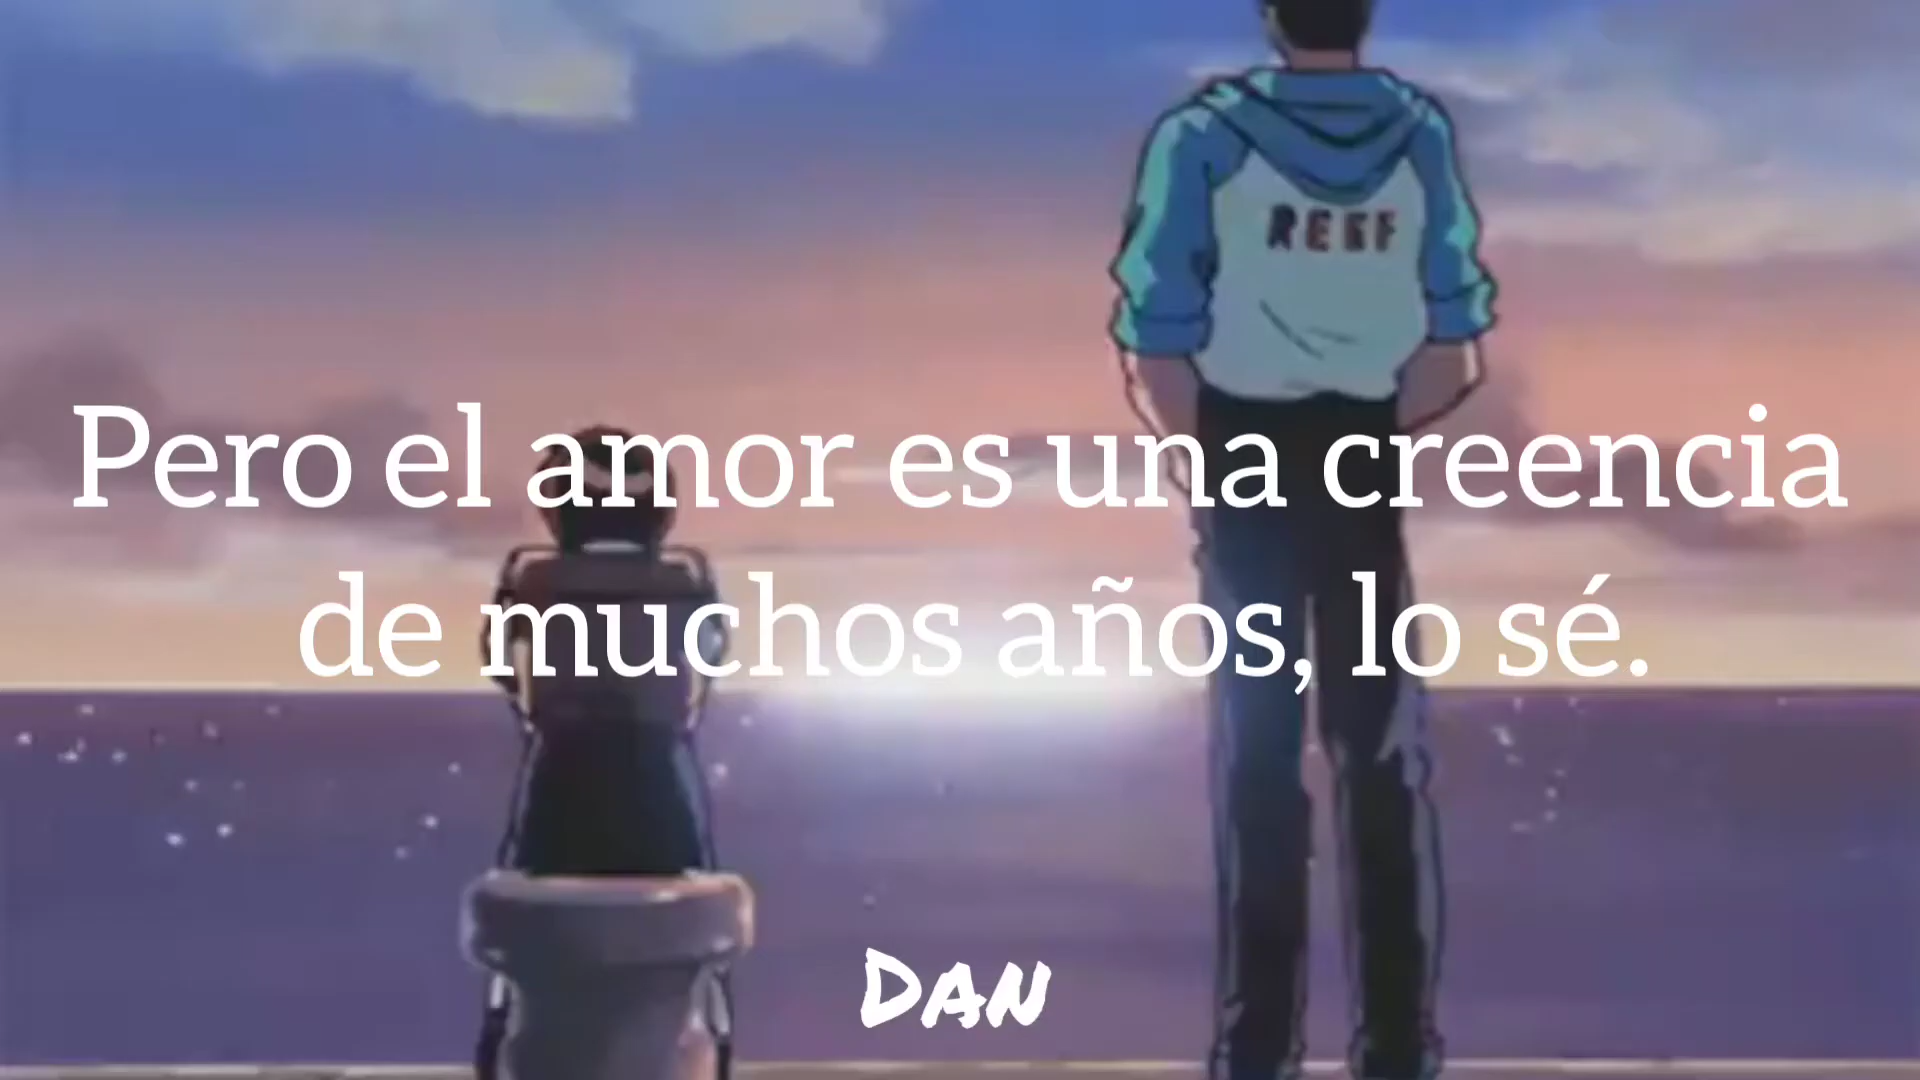 REEF
Pero el amor es una creencia
de muchos años, lo sé.
DAN